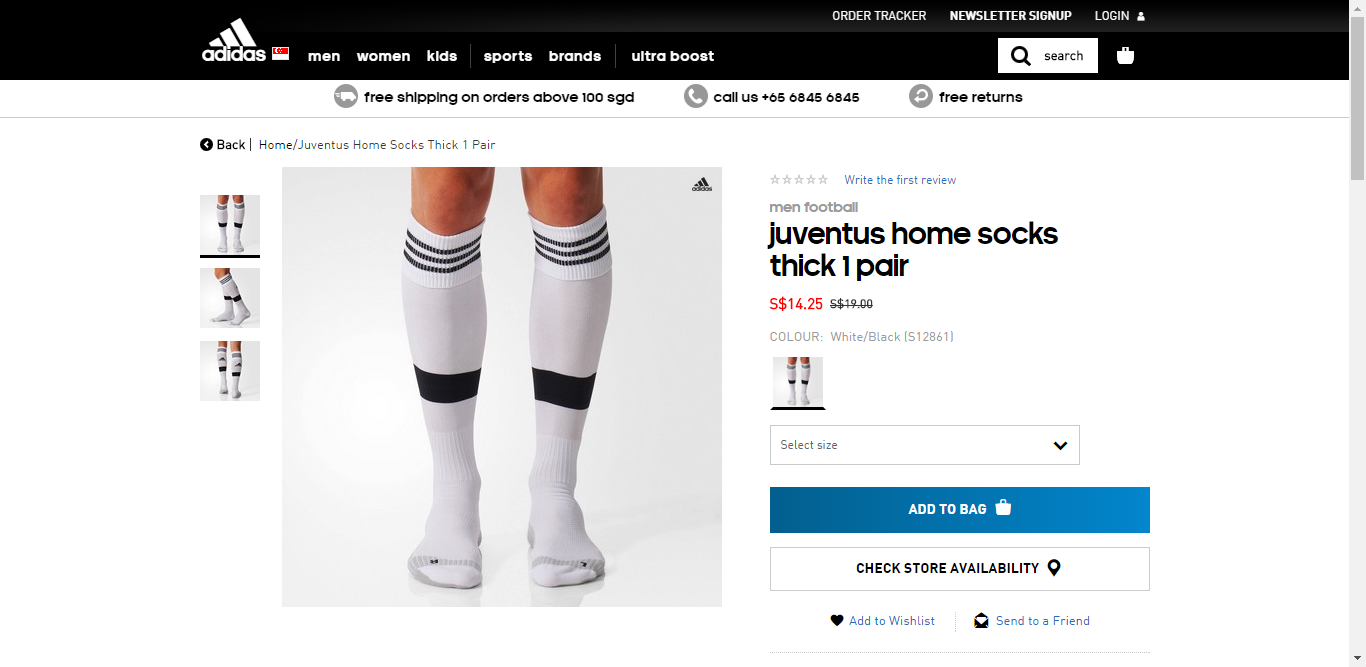 ORDER TRACKER NEWSLETTER SIGNUP LOGIN
adidas men women kids sports brands ultra boost search
free shipping on orders above 100 sgd call us +65 6845 6845 free returns
Back | Home/Juventus Home Socks Thick 1 Pair
adidas
Write the first review
men football
juventus home socks
thick 1 pair
S$14.25 S$19.00
COLOUR: White/Black (S12861)
Select size
ADD TO BAG
CHECK STORE AVAILABILITY
Add to Wishlist Send to a Friend